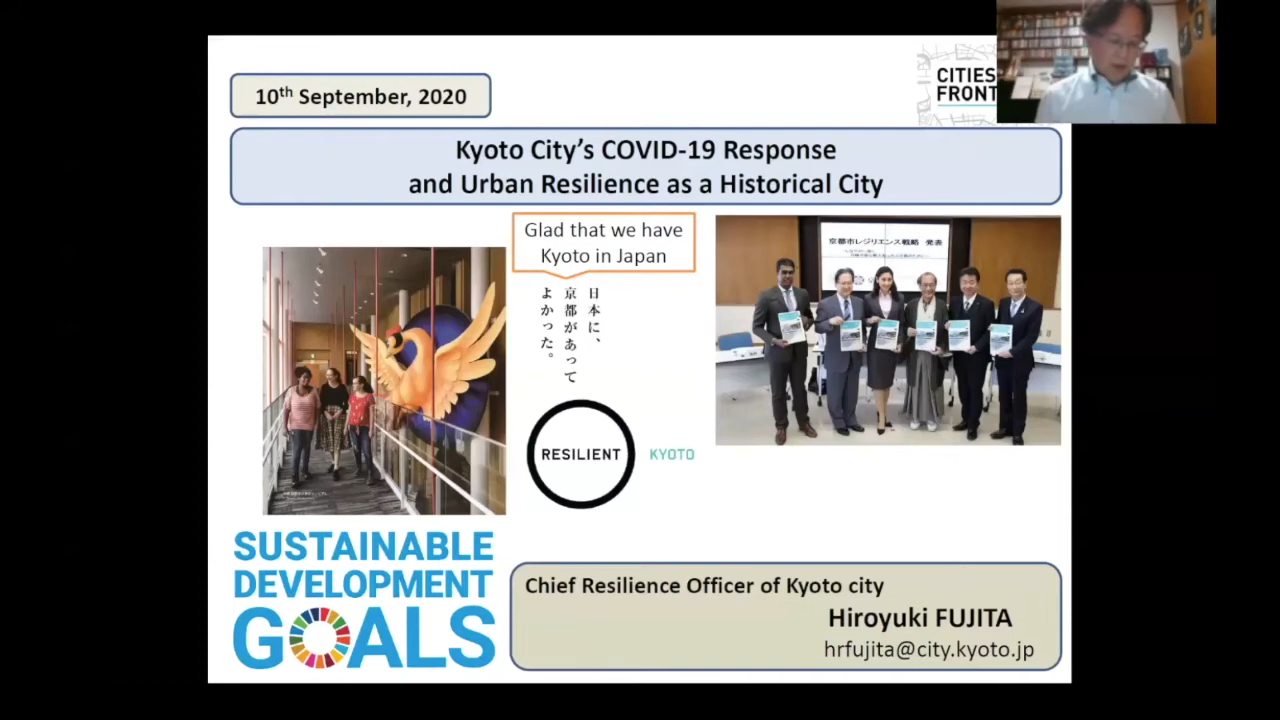 10th September, 2020
CITIES
FRONT
Kyoto City's COVID-19 Response
and Urban Resilience as a Historical City
Glad that we have
Kyoto in Japan
日本に、
京都があって
よかった。
京都市レジリエンス戦略 発表
RESILIENT
KYOTO
SUSTAINABLE
DEVELOPMENT
GOALS
Chief Resilience Officer of Kyoto city
Hiroyuki FUJITA
hrfujita@city.kyoto.jp